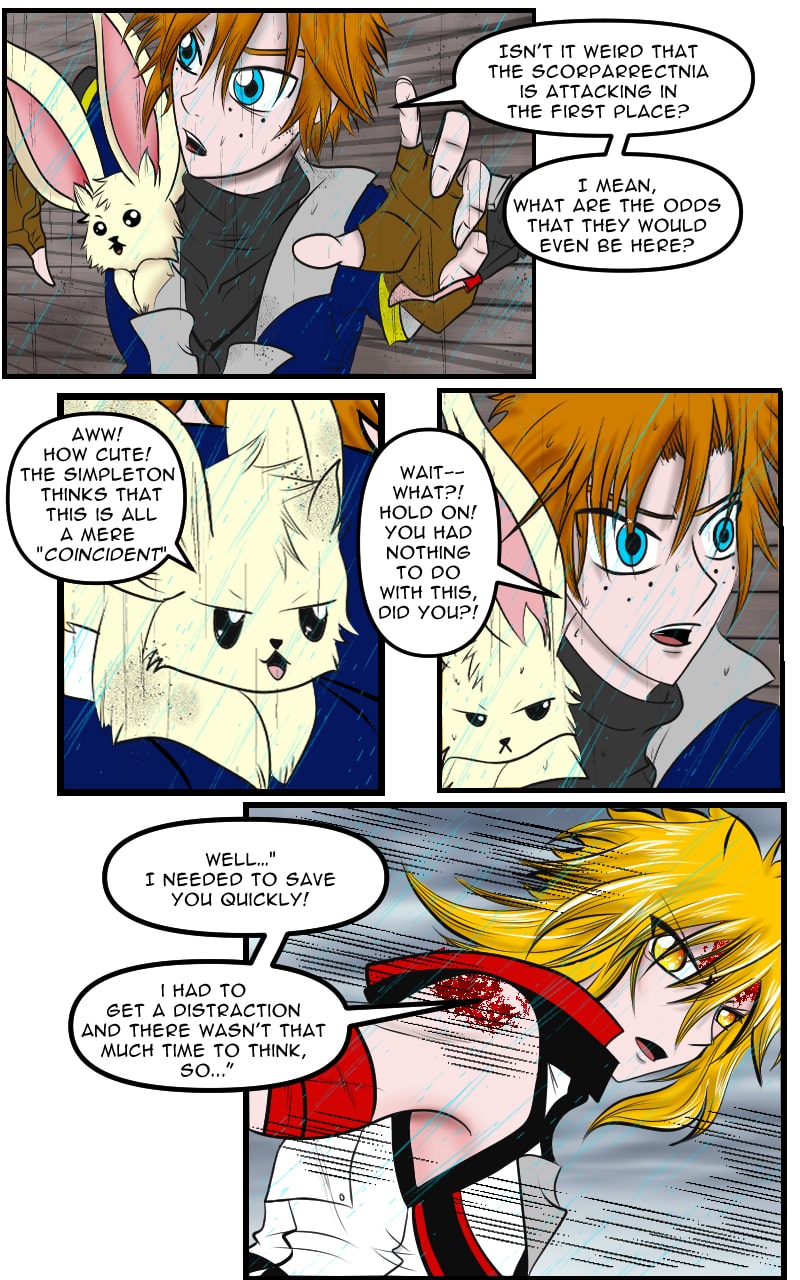 ISN'T IT WEIRD THAT
THE SCORPARRECTNIA
IS ATTACKING IN
THE FIRST PLACE?
I MEAN,
WHAT ARE THE ODDS
THAT THEY WOULD
EVEN BE HERE?
AWW!
HOW CUTE!
THE SIMPLETON
THINKS THAT
THIS IS ALL
A MERE
"COINCIDENT"
WAIT--
WHAT?!
HOLD ON!
YOU HAD
NOTHING
TO DO
WITH THIS,
DID YOU?!
WELL..."
I NEEDED TO SAVE
YOU QUICKLY!
I HAD TO
GET A DISTRACTION
AND THERE WASN'T THAT
MUCH TIME TO THINK,
SO..."